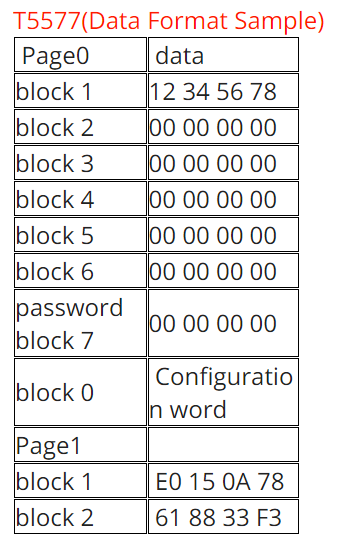 T5577(Data Format Sample)
Page0 data
block 1 12 34 56 78
block 2 00 00 00 00
block 3 00 00 00 00
block 4 00 00 00 00
block 5 00 00 00 00
block 6 00 00 00 00
password
block 7 00 00 00 00
block 0 Configuratio
n word
Page1
block 1 E0 15 0A 78
block 2 61 88 33 F3